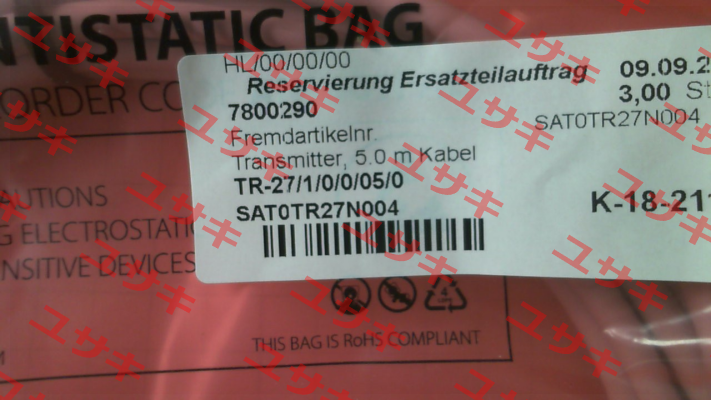 NTISTATIC BAG
ORDER CO
HL/00/00/00
Reservierung Ersatzteilauftrag 09.09.2
7800290 3,00 St
Fremdartikelnr. SAT0TR27N004
Transmitter, 5.0 m Kabel
TR-27/1/0/0/05/0
SAT0TR27N004 K-18-211
AUTIONS
G ELECTROSTATIC
NSITIVE DEVICES
THIS BAG IS RoHS COMPLIANT
M
ユサキ